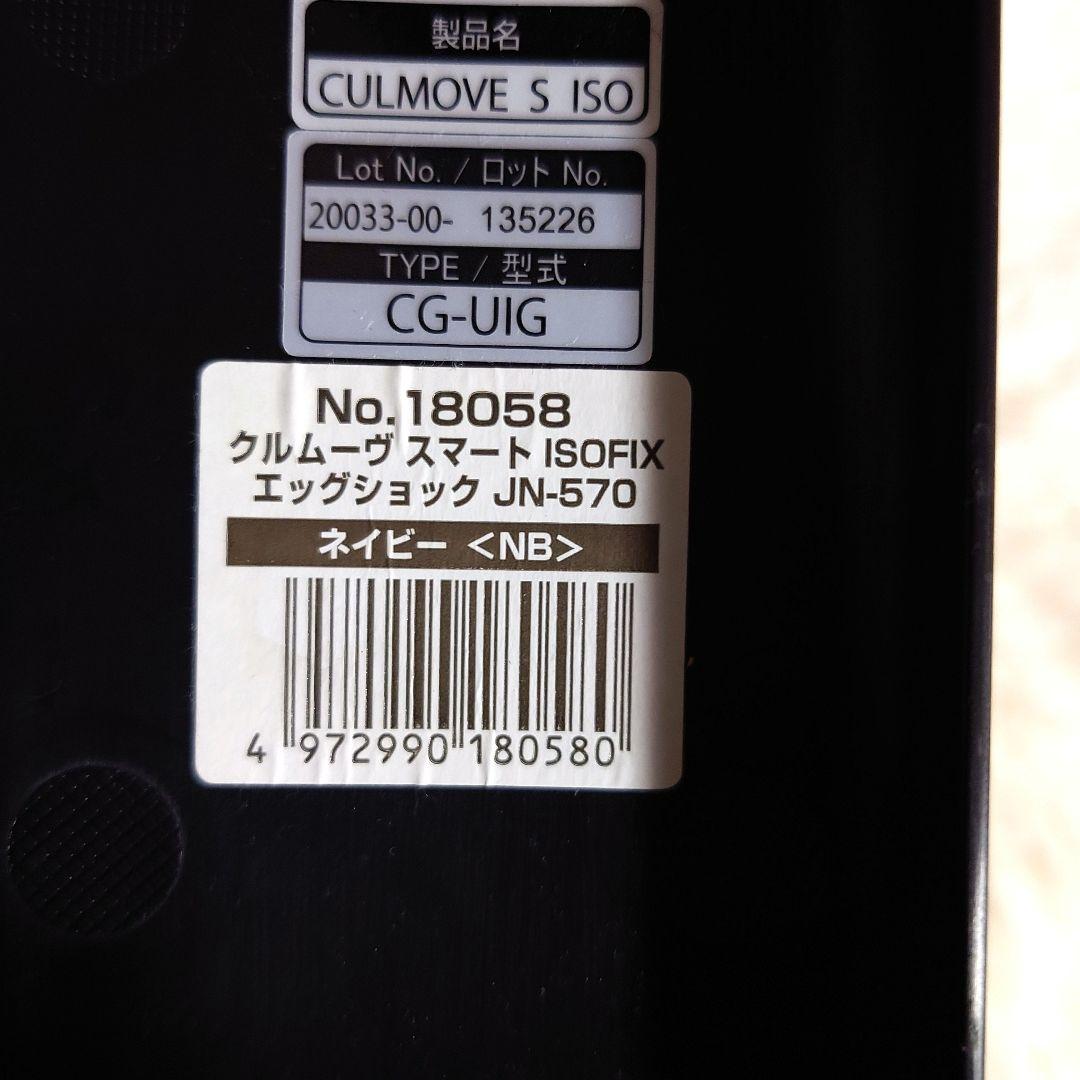 製品名
CULMOVE S ISO
Lot No. / ロット No.
20033-00- 135226
TYPE / 型式
CG-UIG
No.18058
クルムーヴ スマート ISOFIX
エッグショック JN-570
ネイビー <NB>
4 972990 180580